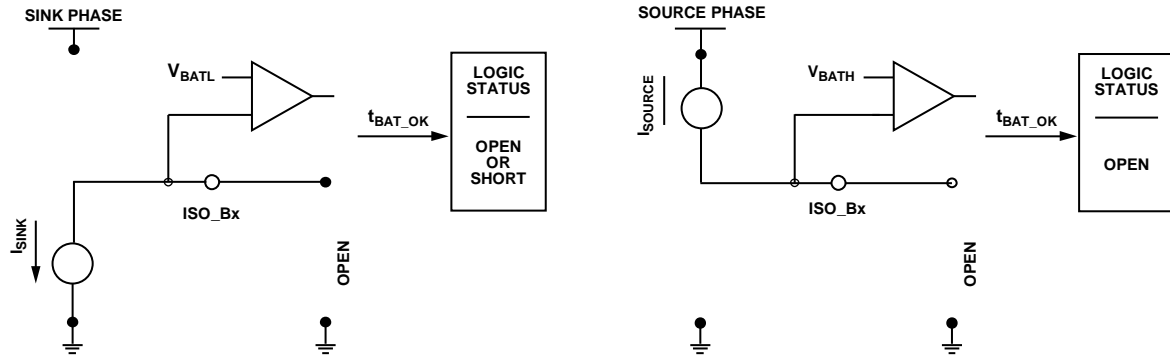 SINK PHASE
V_BATL
t_BAT_OK
LOGIC
STATUS
OPEN
OR
SHORT
ISO_Bx
I_SINK
OPEN
SOURCE PHASE
I_SOURCE
V_BATH
t_BAT_OK
LOGIC
STATUS
OPEN
ISO_Bx
OPEN